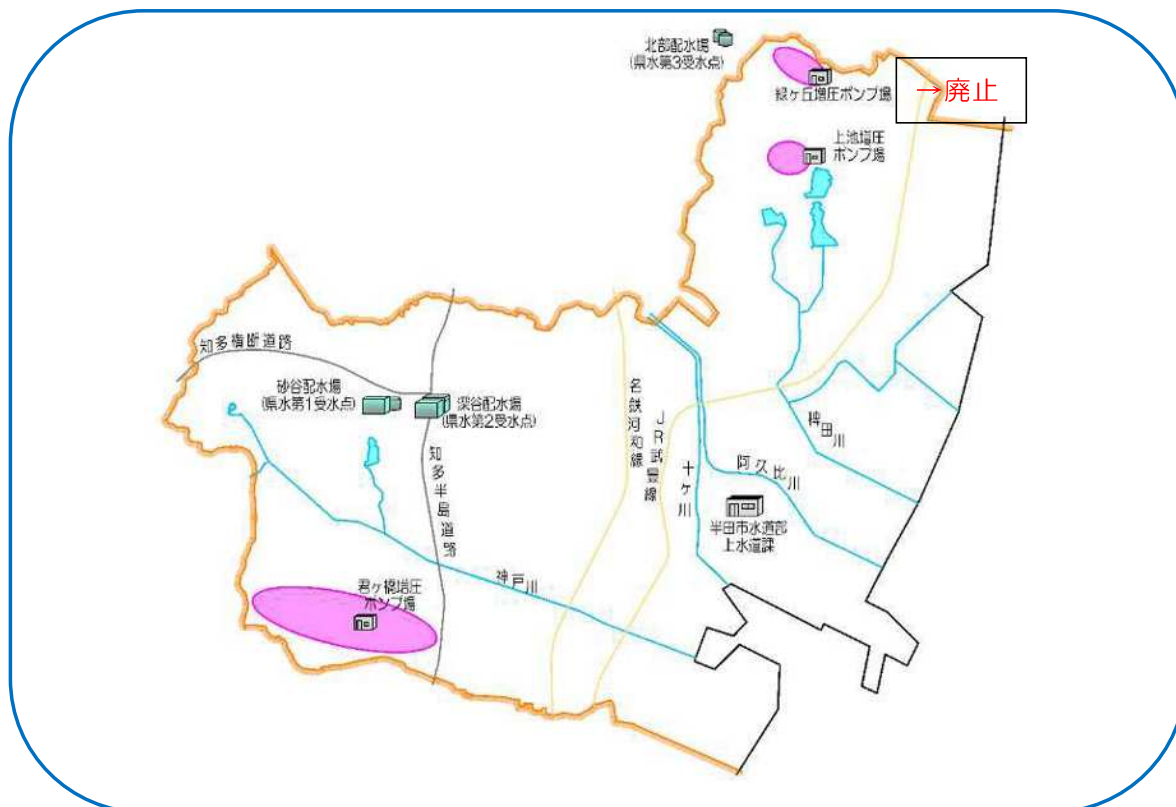 北部配水場
(県水第3受水点)
緑ヶ丘増圧ポンプ場
→廃止
上池増圧
ポンプ場
知多横断道路
砂谷配水場
(県水第1受水点)
深谷配水場
(県水第2受水点)
名鉄河和線
JR武豊線
十ヶ川
阿久比川
稗田川
知多半島道路
半田市水道部
上水道課
神戸川
君ヶ橋増圧
ポンプ場